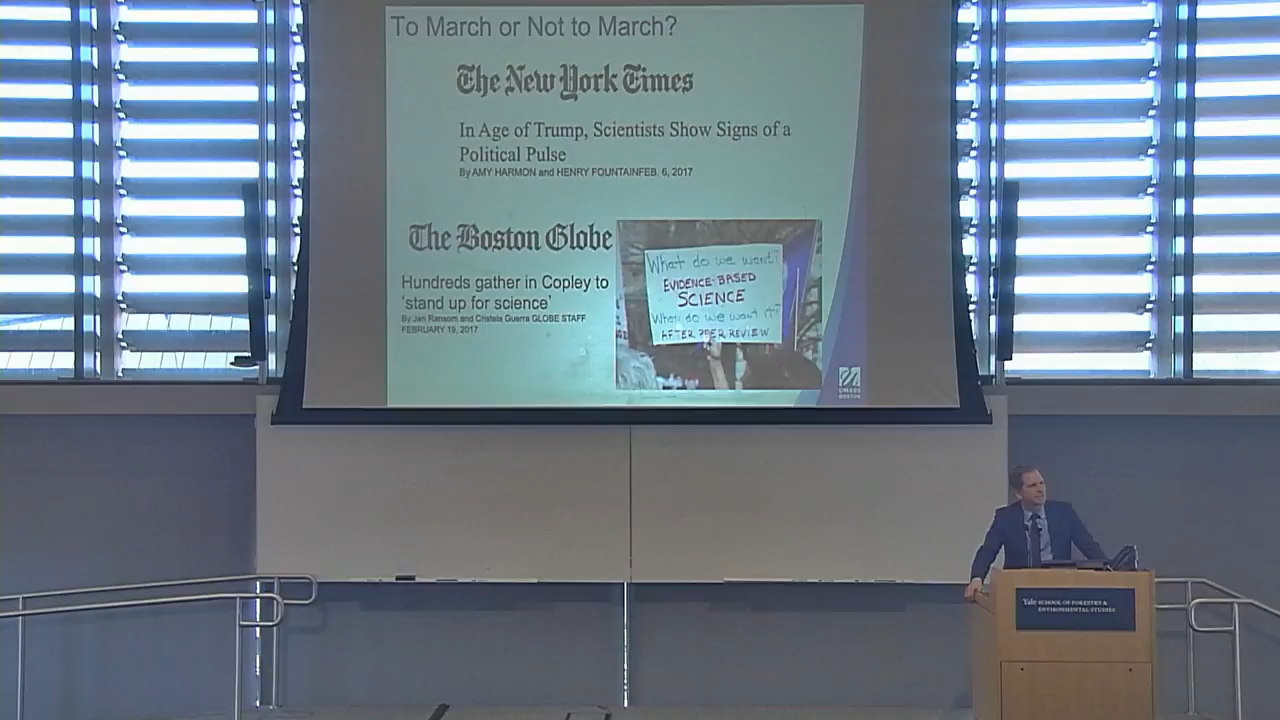 To March or Not to March?
The New York Times
In Age of Trump, Scientists Show Signs of a
Political Pulse
By AMY HARMON and HENRY FOUNTAINFEB. 6, 2017
The Boston Globe
Hundreds gather in Copley to
'stand up for science'
By Jan Ransom and Cristela Guerra GLOBE STAFF
FEBRUARY 19, 2017
What do we want?
EVIDENCE-BASED
SCIENCE
When do we want it?
AFTER PEER REVIEW
UMASS
BOSTON
Yale SCHOOL OF FORESTRY &
ENVIRONMENTAL STUDIES